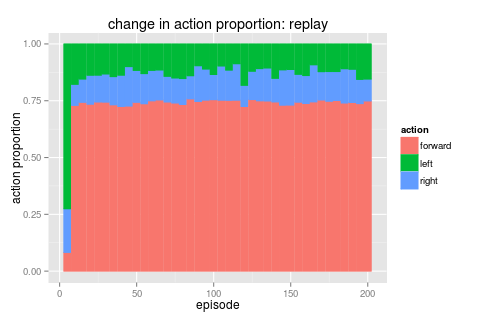 change in action proportion: replay
1.00
0.75
0.50
0.25
0.00
action proportion
0
50
100
150
200
episode
action
forward
left
right